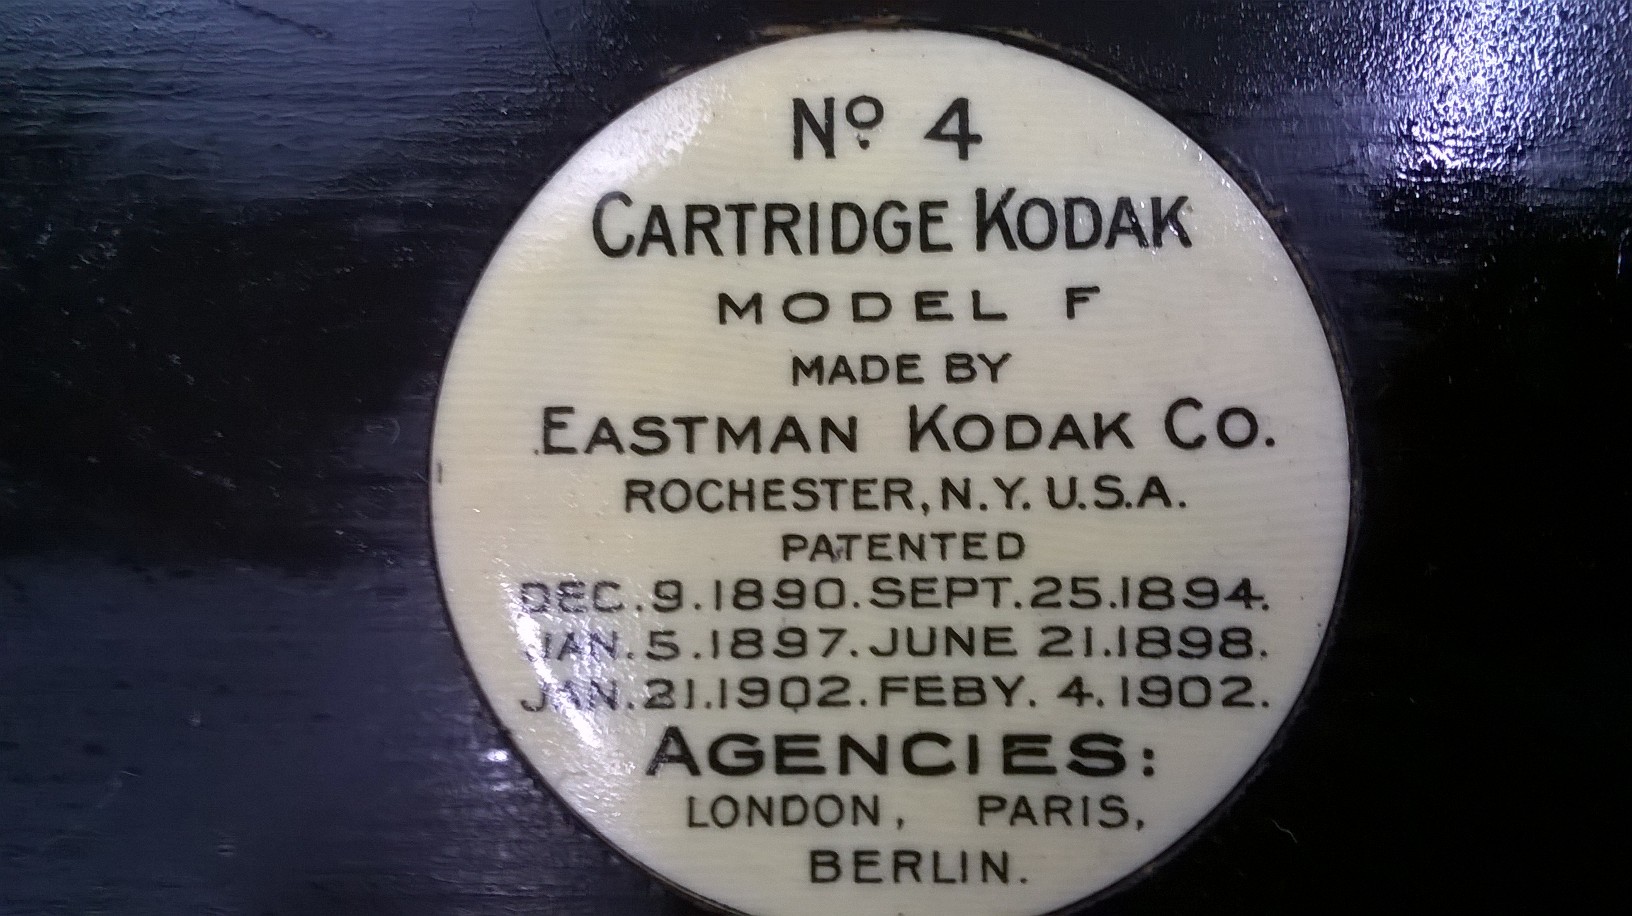 Nº 4
CARTRIDGE KODAK
MODEL F
MADE BY
EASTMAN KODAK CO.
ROCHESTER, N.Y. U.S.A.
PATENTED
DEC.9.1890.SEPT.25.1894.
JAN.5.1897.JUNE 21.1898.
JAN.21.1902.FEBY. 4.1902.
AGENCIES:
LONDON, PARIS,
BERLIN.